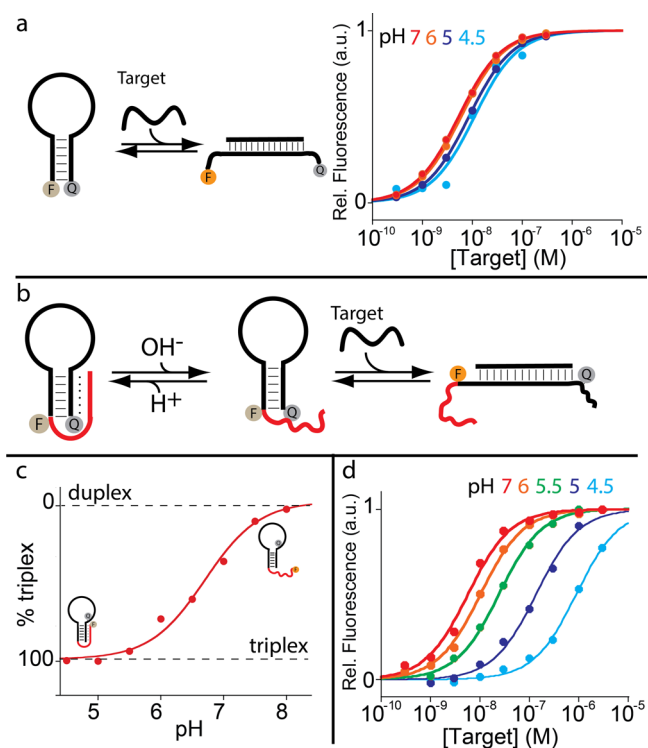 a
Target
F Q
F Q
pH 7 6 5 4.5
Rel. Fluorescence (a.u.)
1
0
10⁻¹⁰ 10⁻⁹ 10⁻⁸ 10⁻⁷ 10⁻⁶ 10⁻⁵
[Target] (M)
b
OH⁻
H⁺
Target
F Q
F Q
F Q
c
0
duplex
% triplex
triplex
100
5 6 7 8
pH
d
pH 7 6 5.5 5 4.5
Rel. Fluorescence (a.u.)
1
0
10⁻¹⁰ 10⁻⁹ 10⁻⁸ 10⁻⁷ 10⁻⁶ 10⁻⁵
[Target] (M)